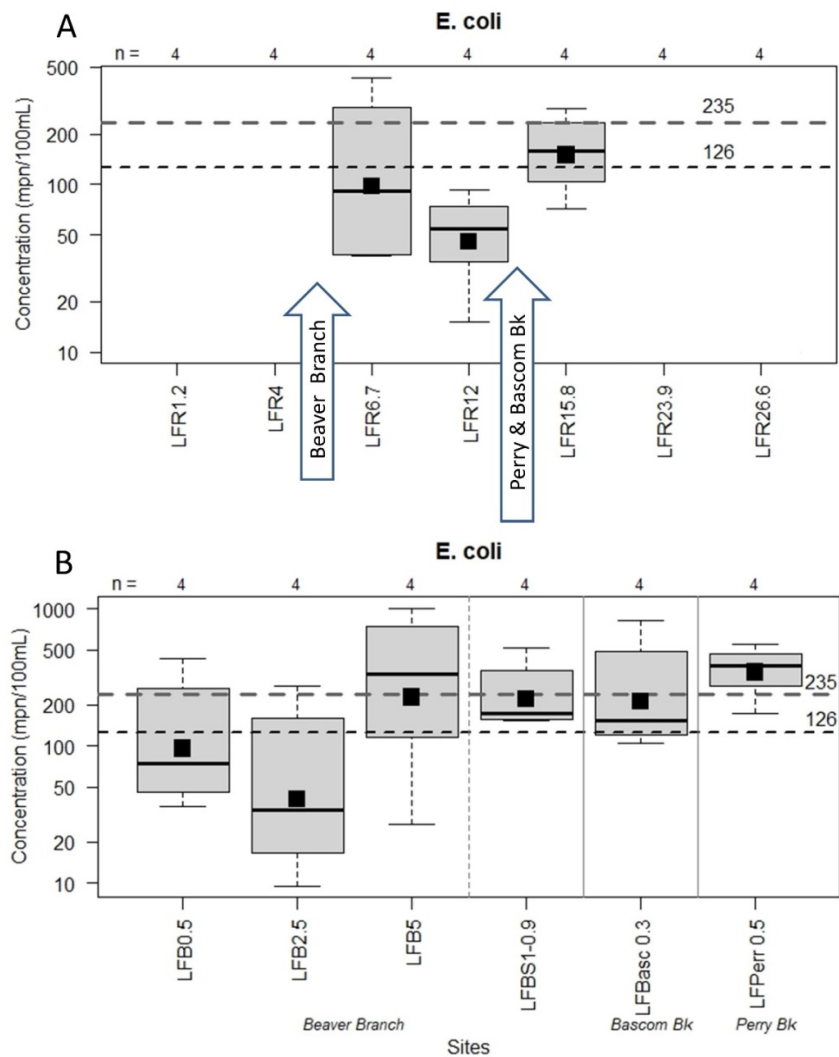 A
E. coli
n = 4 4 4 4 4 4 4
500
200
100
50
20
10
Concentration (mpn/100mL)
235
126
LFR1.2
LFR4
LFR6.7
LFR12
LFR15.8
LFR23.9
LFR26.6
Beaver Branch
Perry & Bascom Bk
B
E. coli
n = 4 4 4 4 4 4
1000
500
200
100
50
20
10
Concentration (mpn/100mL)
235
126
LFB0.5
LFB2.5
LFB5
LFBS1-0.9
LFBasc 0.3
LFPerr 0.5
Beaver Branch Bascom Bk Perry Bk
Sites